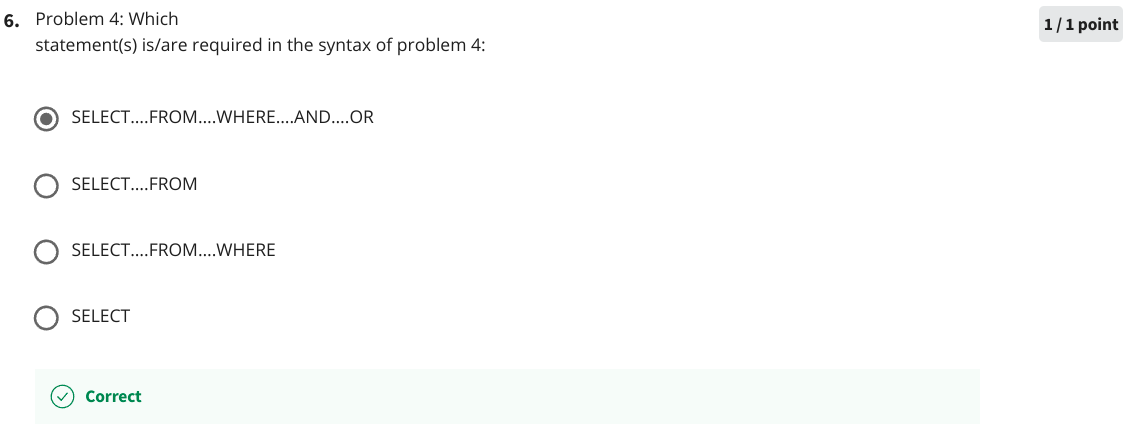 6. Problem 4: Which
1 / 1 point
statement(s) is/are required in the syntax of problem 4:
SELECT....FROM....WHERE....AND....OR
SELECT....FROM
SELECT....FROM....WHERE
SELECT
Correct